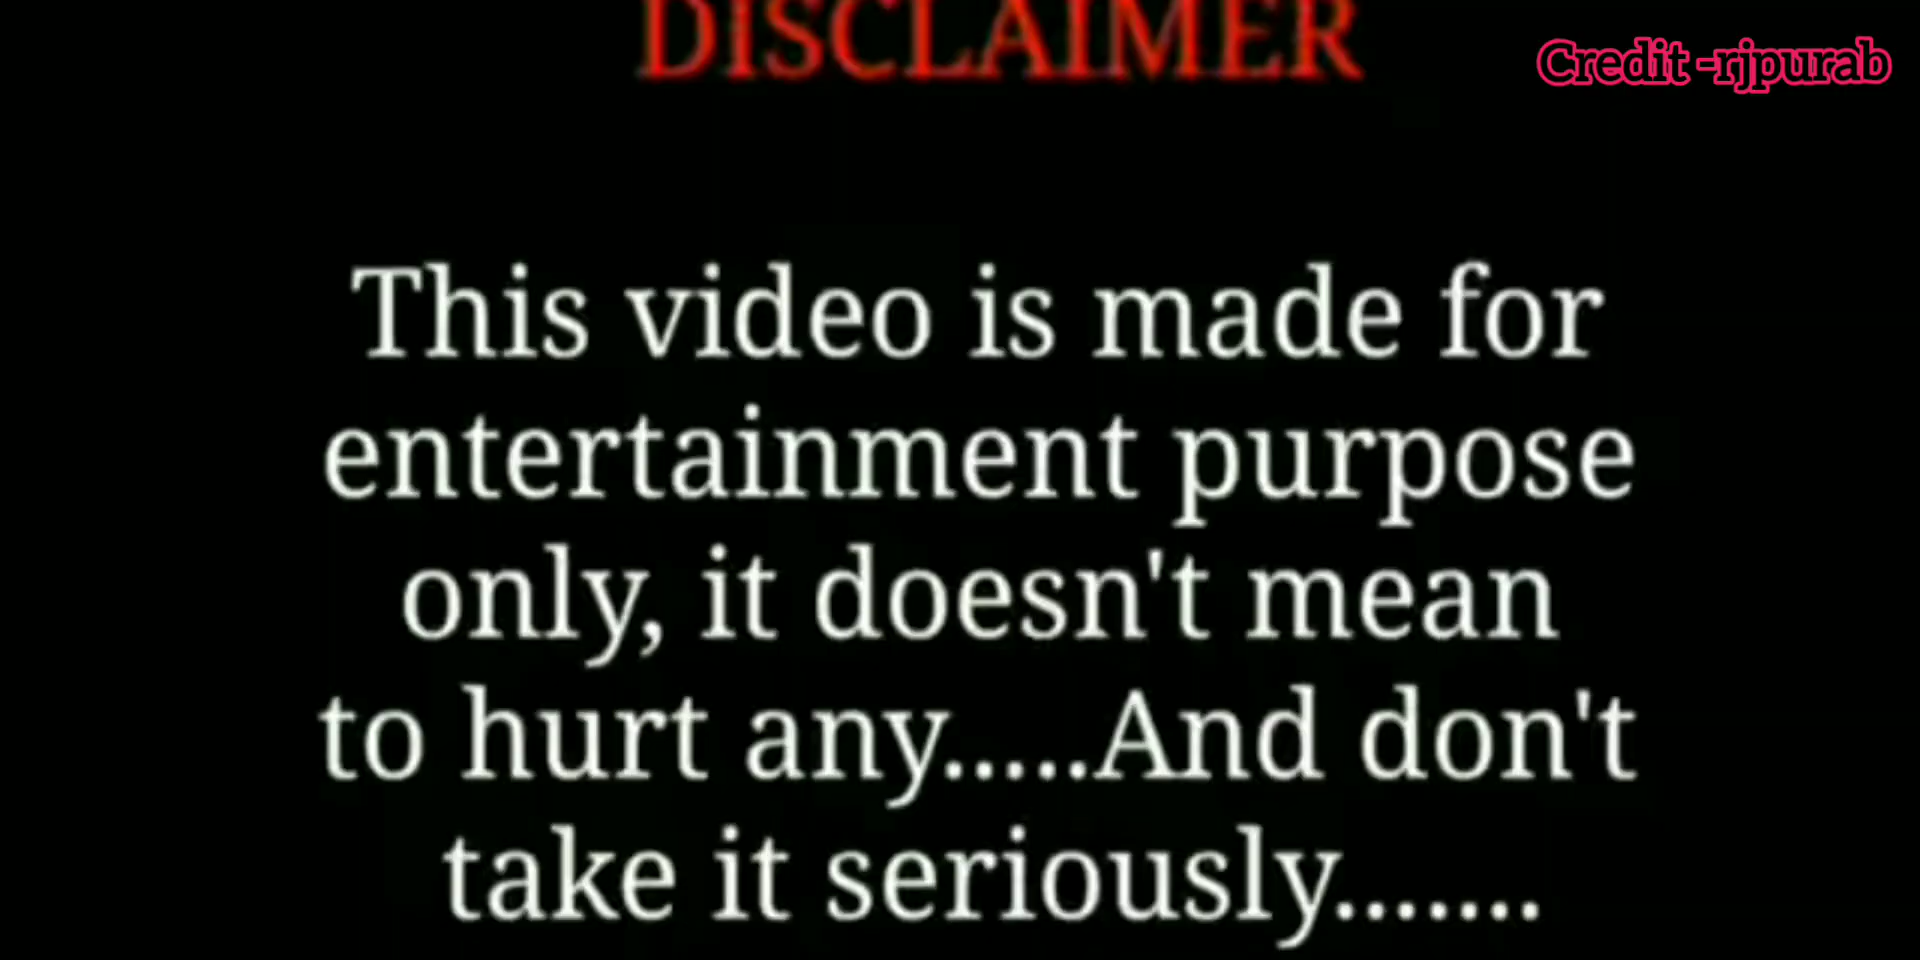 DISCLAIMER
Credit -rjpurab
This video is made for
entertainment purpose
only, it doesn't mean
to hurt any.....And don't
take it seriously.......